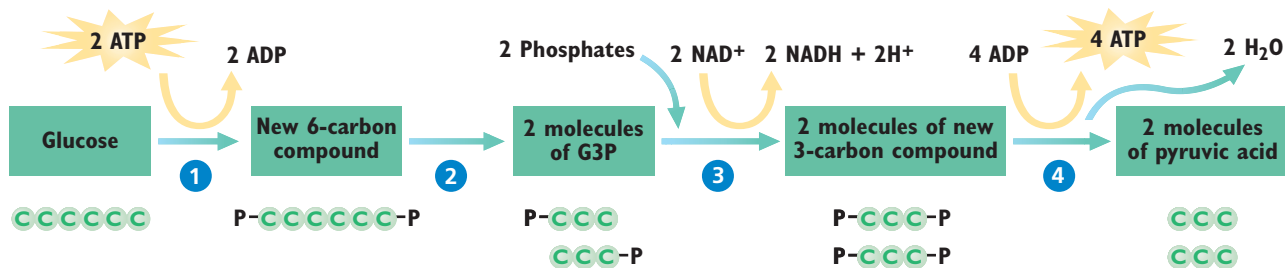 2 ATP
2 ADP
2 Phosphates
2 NAD+
2 NADH + 2H+
4 ADP
4 ATP
2 H2O
Glucose
New 6-carbon
compound
2 molecules
of G3P
2 molecules of new
3-carbon compound
2 molecules
of pyruvic acid
1
2
3
4
CCCCCC
P-CCCCCC-P
P-CCC
CCC-P
P-CCC-P
P-CCC-P
CCC
CCC